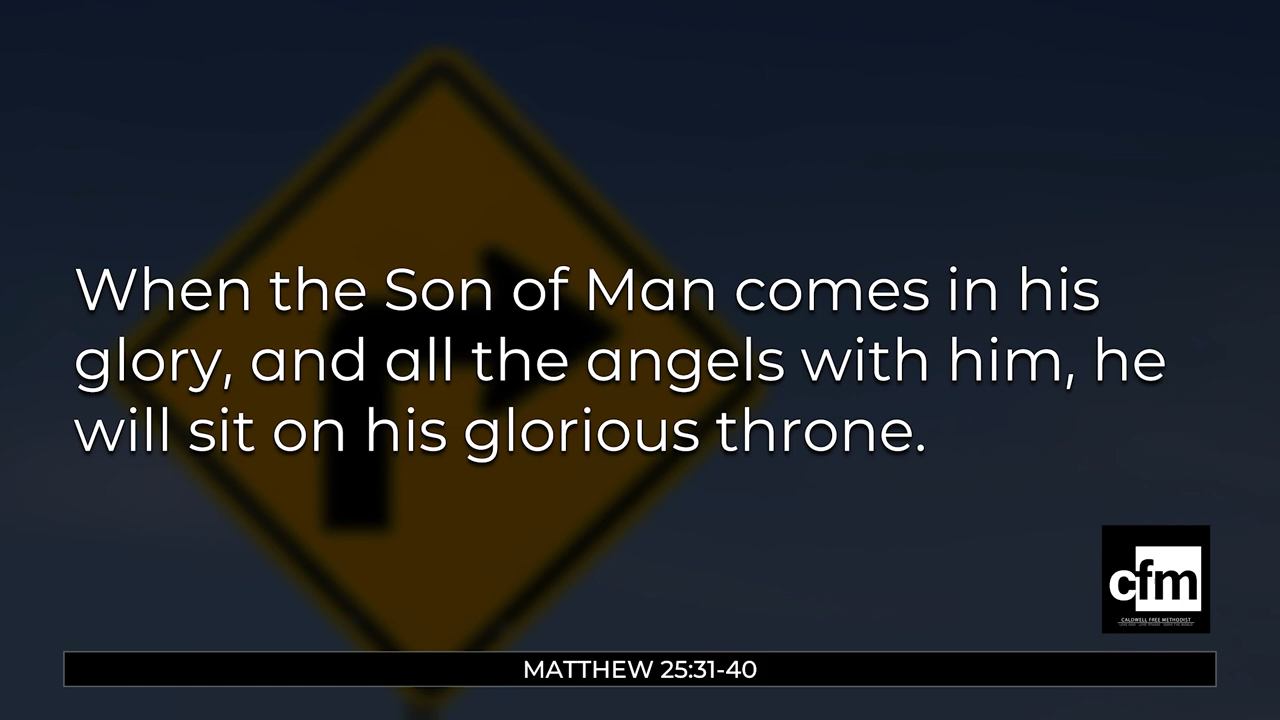 When the Son of Man comes in his
glory, and all the angels with him, he
will sit on his glorious throne.
cfm
CALDWELL FREE METHODIST
MATTHEW 25:31-40